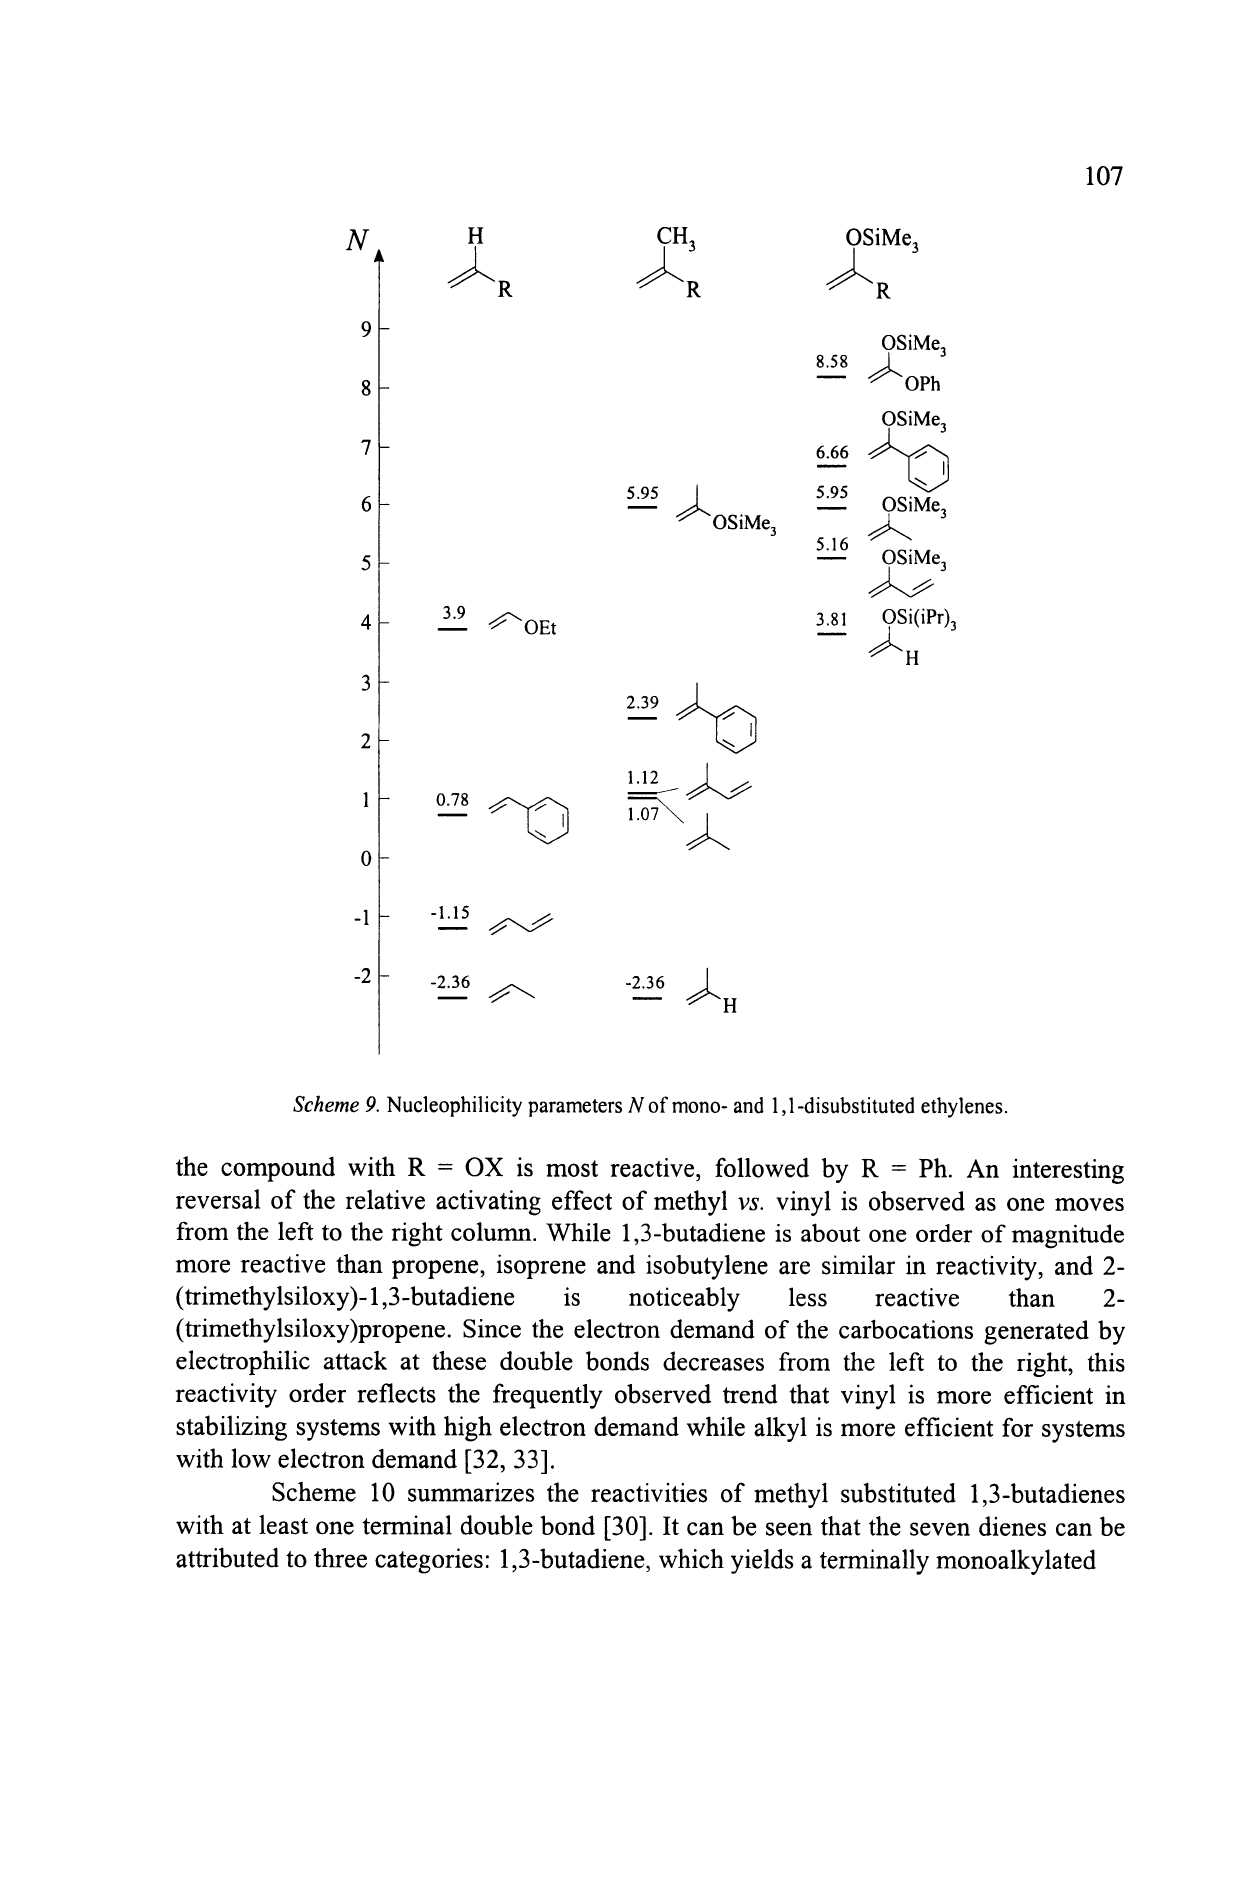 107
N
H
R
CH3
R
OSiMe3
R
9
8
7
6
5
4
3
2
1
0
-1
-2
3.9
OEt
0.78
-1.15
-2.36
5.95
OSiMe3
2.39
1.12
1.07
-2.36
H
8.58
OSiMe3
OPh
6.66
OSiMe3
5.95
OSiMe3
5.16
OSiMe3
3.81
OSi(iPr)3
H
Scheme 9. Nucleophilicity parameters N of mono- and 1,1-disubstituted ethylenes.
the compound with R = OX is most reactive, followed by R = Ph. An interesting
reversal of the relative activating effect of methyl vs. vinyl is observed as one moves
from the left to the right column. While 1,3-butadiene is about one order of magnitude
more reactive than propene, isoprene and isobutylene are similar in reactivity, and 2-
(trimethylsiloxy)-1,3-butadiene is noticeably less reactive than 2-
(trimethylsiloxy)propene. Since the electron demand of the carbocations generated by
electrophilic attack at these double bonds decreases from the left to the right, this
reactivity order reflects the frequently observed trend that vinyl is more efficient in
stabilizing systems with high electron demand while alkyl is more efficient for systems
with low electron demand [32, 33].
Scheme 10 summarizes the reactivities of methyl substituted 1,3-butadienes
with at least one terminal double bond [30]. It can be seen that the seven dienes can be
attributed to three categories: 1,3-butadiene, which yields a terminally monoalkylated